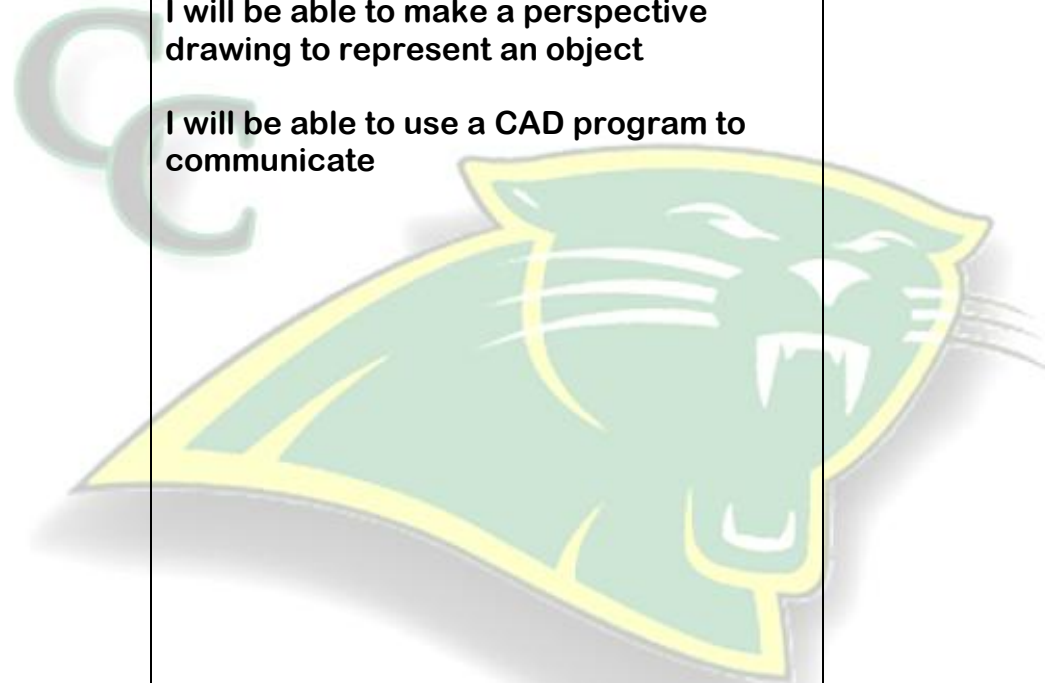 I will be able to make a perspective
drawing to represent an object
I will be able to use a CAD program to
communicate
CC